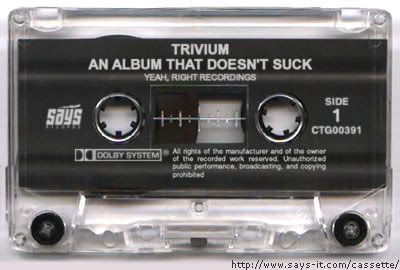 TRIVIUM
AN ALBUM THAT DOESN'T SUCK
YEAH, RIGHT RECORDINGS
says
RECORDS
SIDE
1
CTG00391
DOLBY SYSTEM®
All rights of the manufacturer and of the owner
of the recorded work reserved. Unauthorized
public performance, broadcasting, and copying
prohibited
http://www.says-it.com/cassette/